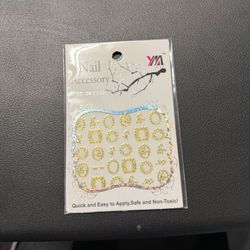 Nail
Accessory
YM
Quick and Easy to Apply,Safe and Non-Toxic!